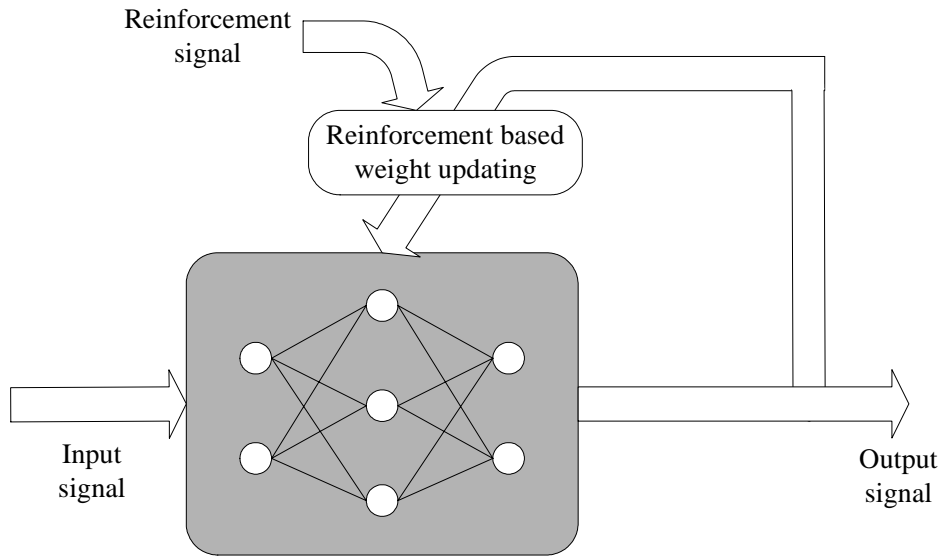 Reinforcement
signal
Reinforcement based
weight updating
Input
signal
Output
signal